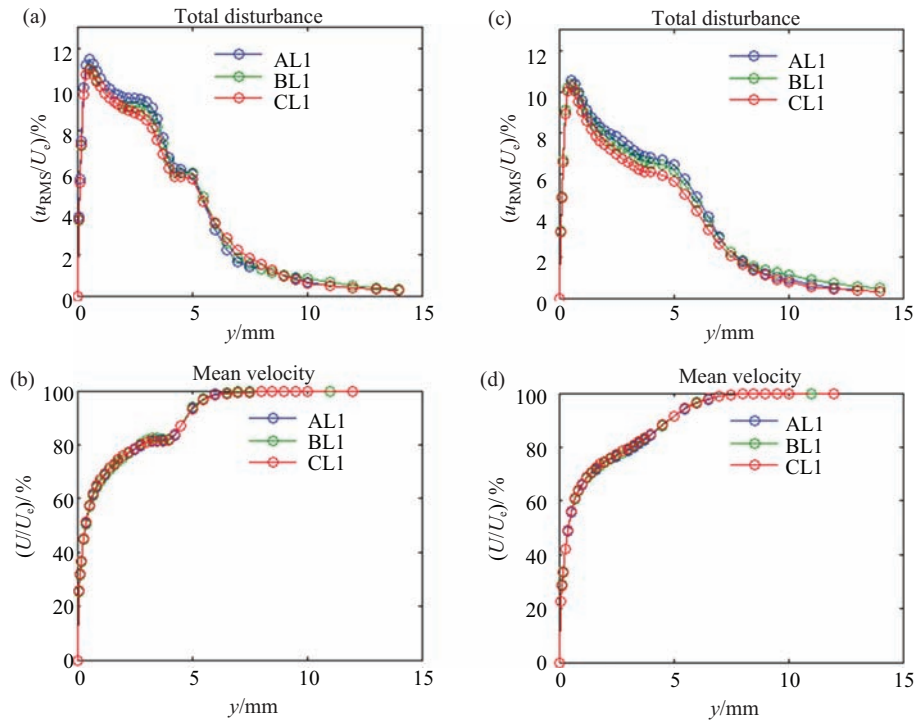 (a)
Total disturbance
12
10
8
6
4
2
0
(u_RMS/U_e)/%
AL1
BL1
CL1
0 5 10 15
y/mm
(c)
Total disturbance
12
10
8
6
4
2
0
(u_RMS/U_e)/%
AL1
BL1
CL1
0 5 10 15
y/mm
(b)
Mean velocity
100
80
60
40
20
0
(U/U_e)/%
AL1
BL1
CL1
0 5 10 15
y/mm
(d)
Mean velocity
100
80
60
40
20
0
(U/U_e)/%
AL1
BL1
CL1
0 5 10 15
y/mm